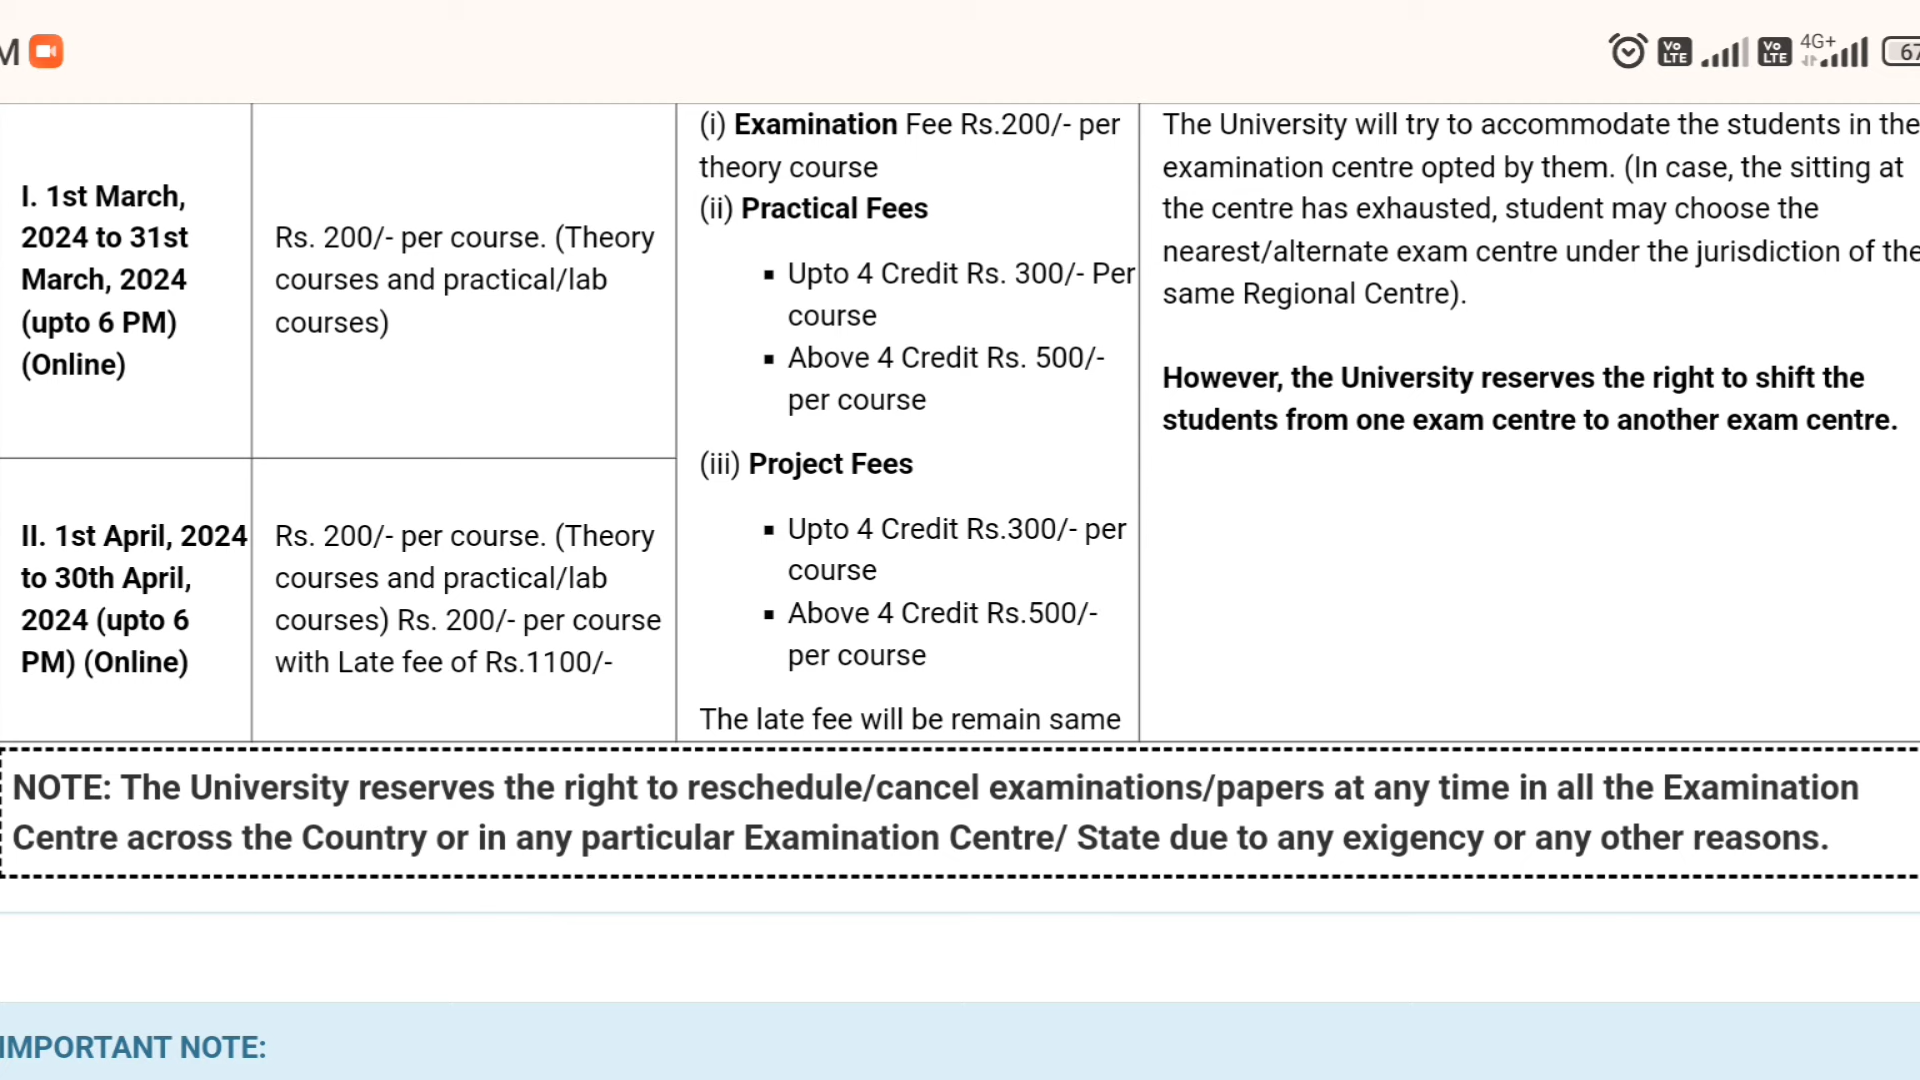 M
Vo
LTE
Vo
LTE
4G+
67
I. 1st March,
2024 to 31st
March, 2024
(upto 6 PM)
(Online)
Rs. 200/- per course. (Theory
courses and practical/lab
courses)
II. 1st April, 2024
to 30th April,
2024 (upto 6
PM) (Online)
Rs. 200/- per course. (Theory
courses and practical/lab
courses) Rs. 200/- per course
with Late fee of Rs.1100/-
(i) Examination Fee Rs.200/- per
theory course
(ii) Practical Fees
▪ Upto 4 Credit Rs. 300/- Per
course
▪ Above 4 Credit Rs. 500/-
per course
(iii) Project Fees
▪ Upto 4 Credit Rs.300/- per
course
▪ Above 4 Credit Rs.500/-
per course
The late fee will be remain same
The University will try to accommodate the students in the
examination centre opted by them. (In case, the sitting at
the centre has exhausted, student may choose the
nearest/alternate exam centre under the jurisdiction of the
same Regional Centre).
However, the University reserves the right to shift the
students from one exam centre to another exam centre.
NOTE: The University reserves the right to reschedule/cancel examinations/papers at any time in all the Examination
Centre across the Country or in any particular Examination Centre/ State due to any exigency or any other reasons.
IMPORTANT NOTE: